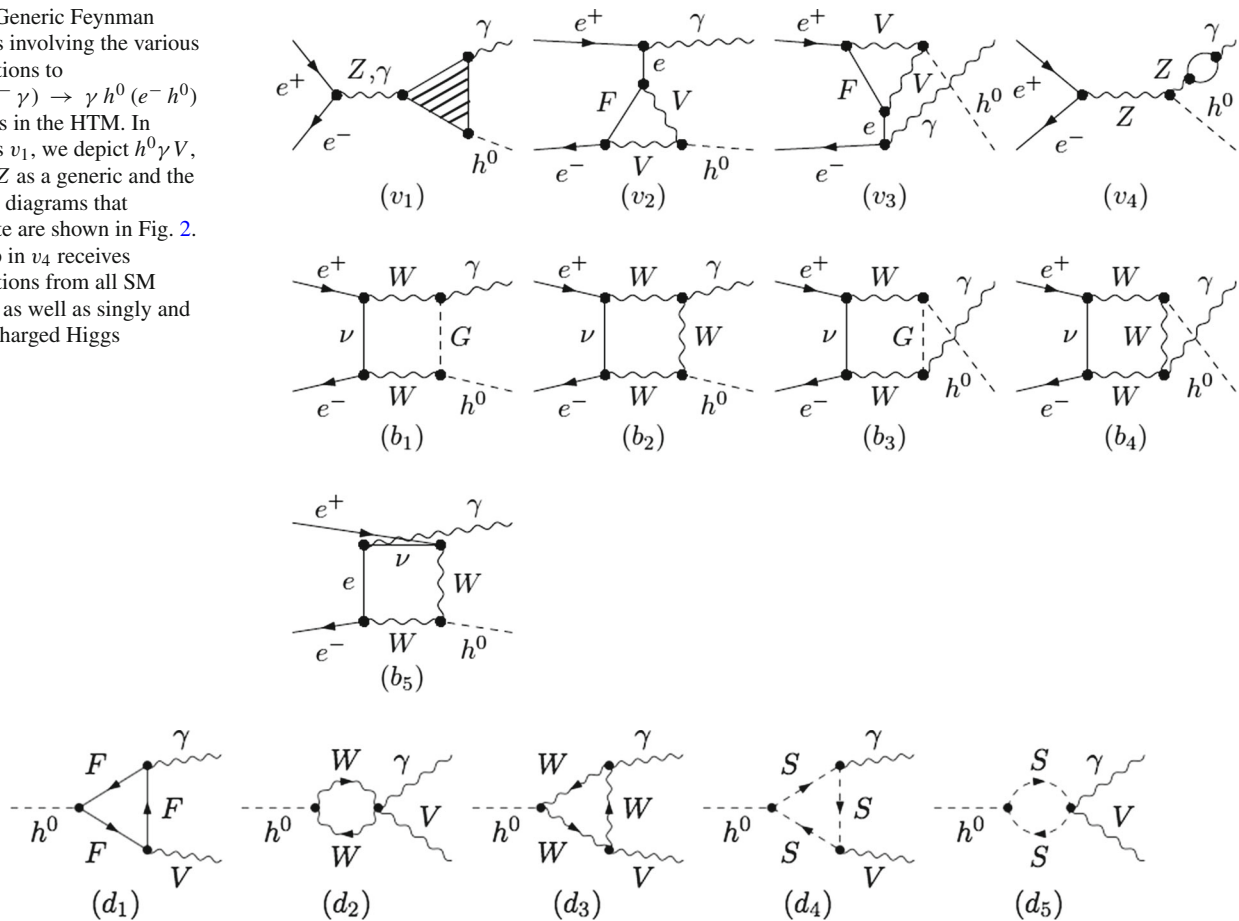 Generic Feynman
s involving the various
tions to
⁻ γ) → γ h⁰ (e⁻ h⁰)
s in the HTM. In
s v₁, we depict h⁰γV,
Z as a generic and the
diagrams that
te are shown in Fig. 2.
o in v₄ receives
tions from all SM
as well as singly and
harged Higgs
e⁺ e⁻ Z,γ γ h⁰
(v₁)
e⁺ γ e F V e⁻ V h⁰
(v₂)
e⁺ V F V e γ h⁰ e⁻
(v₃)
e⁺ e⁻ Z Z γ h⁰
(v₄)
e⁺ W γ ν G e⁻ W h⁰
(b₁)
e⁺ W γ ν W e⁻ W h⁰
(b₂)
e⁺ W γ ν G e⁻ W h⁰
(b₃)
e⁺ W γ ν W e⁻ W h⁰
(b₄)
e⁺ γ ν e W e⁻ W h⁰
(b₅)
h⁰ F F F γ V
(d₁)
h⁰ W W γ V
(d₂)
h⁰ W W W γ V
(d₃)
h⁰ S S S γ V
(d₄)
h⁰ S S γ V
(d₅)